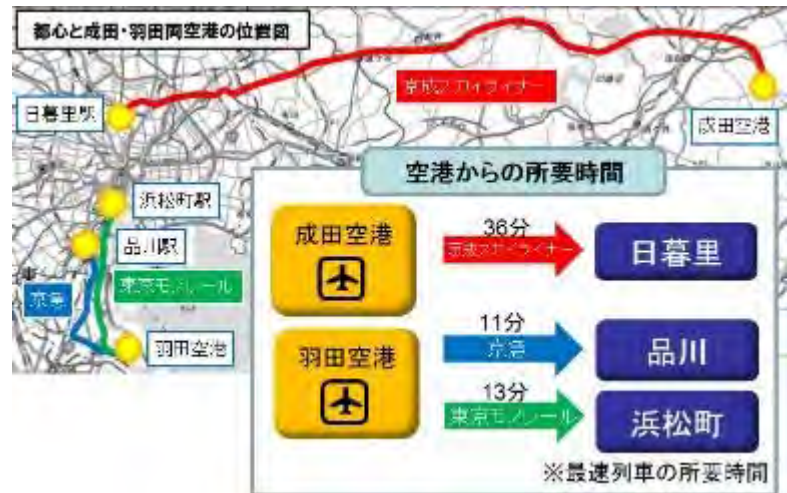 都心と成田・羽田両空港の位置図
日暮里駅
京成スカイライナー
成田空港
浜松町駅
品川駅
京急
東京モノレール
羽田空港
空港からの所要時間
成田空港
36分
京成スカイライナー
日暮里
羽田空港
11分
京急
品川
13分
東京モノレール
浜松町
※最速列車の所要時間